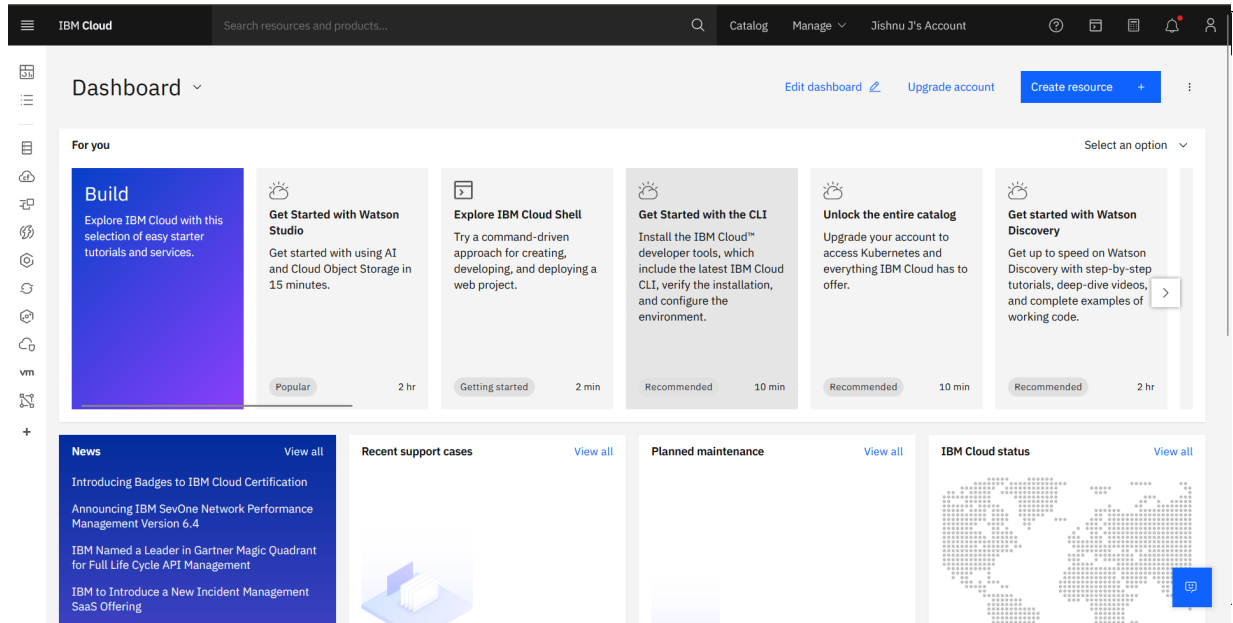 IBM Cloud
Search resources and products...
Catalog
Manage
Jishnu J's Account
Dashboard
Edit dashboard
Upgrade account
Create resource +
For you
Select an option
Build
Explore IBM Cloud with this
selection of easy starter
tutorials and services.
Get Started with Watson
Studio
Get started with using AI
and Cloud Object Storage in
15 minutes.
Popular
2 hr
Explore IBM Cloud Shell
Try a command-driven
approach for creating,
developing, and deploying a
web project.
Getting started
2 min
Get Started with the CLI
Install the IBM Cloud™
developer tools, which
include the latest IBM Cloud
CLI, verify the installation,
and configure the
environment.
Recommended
10 min
Unlock the entire catalog
Upgrade your account to
access Kubernetes and
everything IBM Cloud has to
offer.
Recommended
10 min
Get started with Watson
Discovery
Get up to speed on Watson
Discovery with step-by-step
tutorials, deep-dive videos,
and complete examples of
working code.
Recommended
2 hr
vm
News
View all
Introducing Badges to IBM Cloud Certification
Announcing IBM SevOne Network Performance
Management Version 6.4
IBM Named a Leader in Gartner Magic Quadrant
for Full Life Cycle API Management
IBM to Introduce a New Incident Management
SaaS Offering
Recent support cases
View all
Planned maintenance
View all
IBM Cloud status
View all